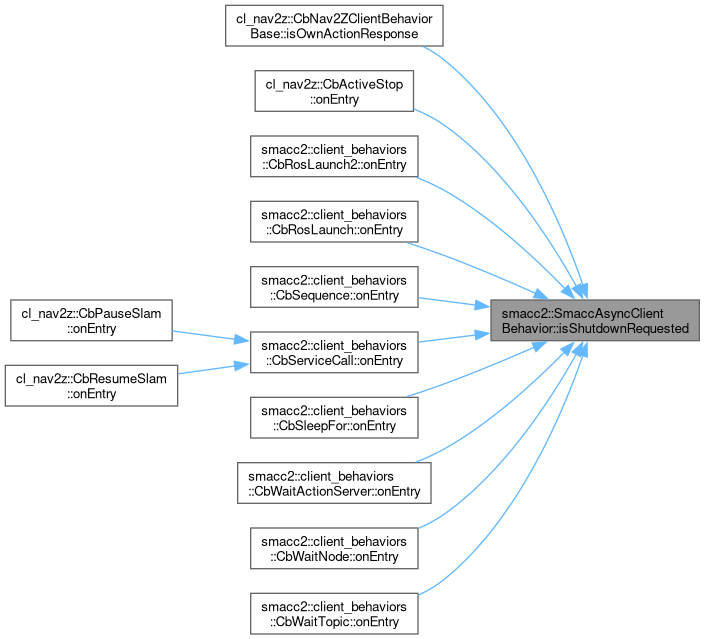 cl_nav2z::CbNav2ZClientBehavior
Base::isOwnActionResponse
cl_nav2z::CbActiveStop
::onEntry
smacc2::client_behaviors
::CbRosLaunch2::onEntry
smacc2::client_behaviors
::CbRosLaunch::onEntry
smacc2::client_behaviors
::CbSequence::onEntry
smacc2::SmaccAsyncClient
Behavior::isShutdownRequested
cl_nav2z::CbPauseSlam
::onEntry
smacc2::client_behaviors
::CbServiceCall::onEntry
cl_nav2z::CbResumeSlam
::onEntry
smacc2::client_behaviors
::CbSleepFor::onEntry
smacc2::client_behaviors
::CbWaitActionServer::onEntry
smacc2::client_behaviors
::CbWaitNode::onEntry
smacc2::client_behaviors
::CbWaitTopic::onEntry